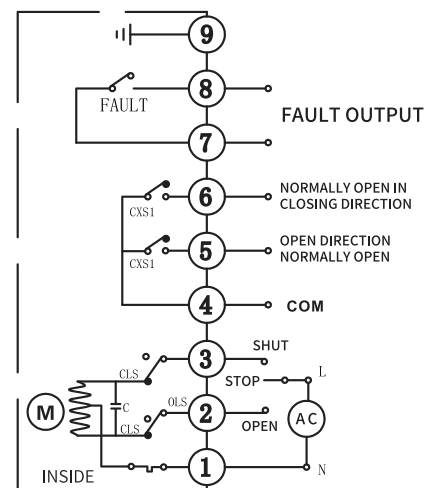 9
8
FAULT
FAULT OUTPUT
7
6
NORMALLY OPEN IN
CLOSING DIRECTION
CXS1
5
OPEN DIRECTION
NORMALLY OPEN
CXS1
4
COM
3
SHUT
CLS
STOP
L
M
C
OLS
2
AC
CLS
OPEN
1
N
INSIDE